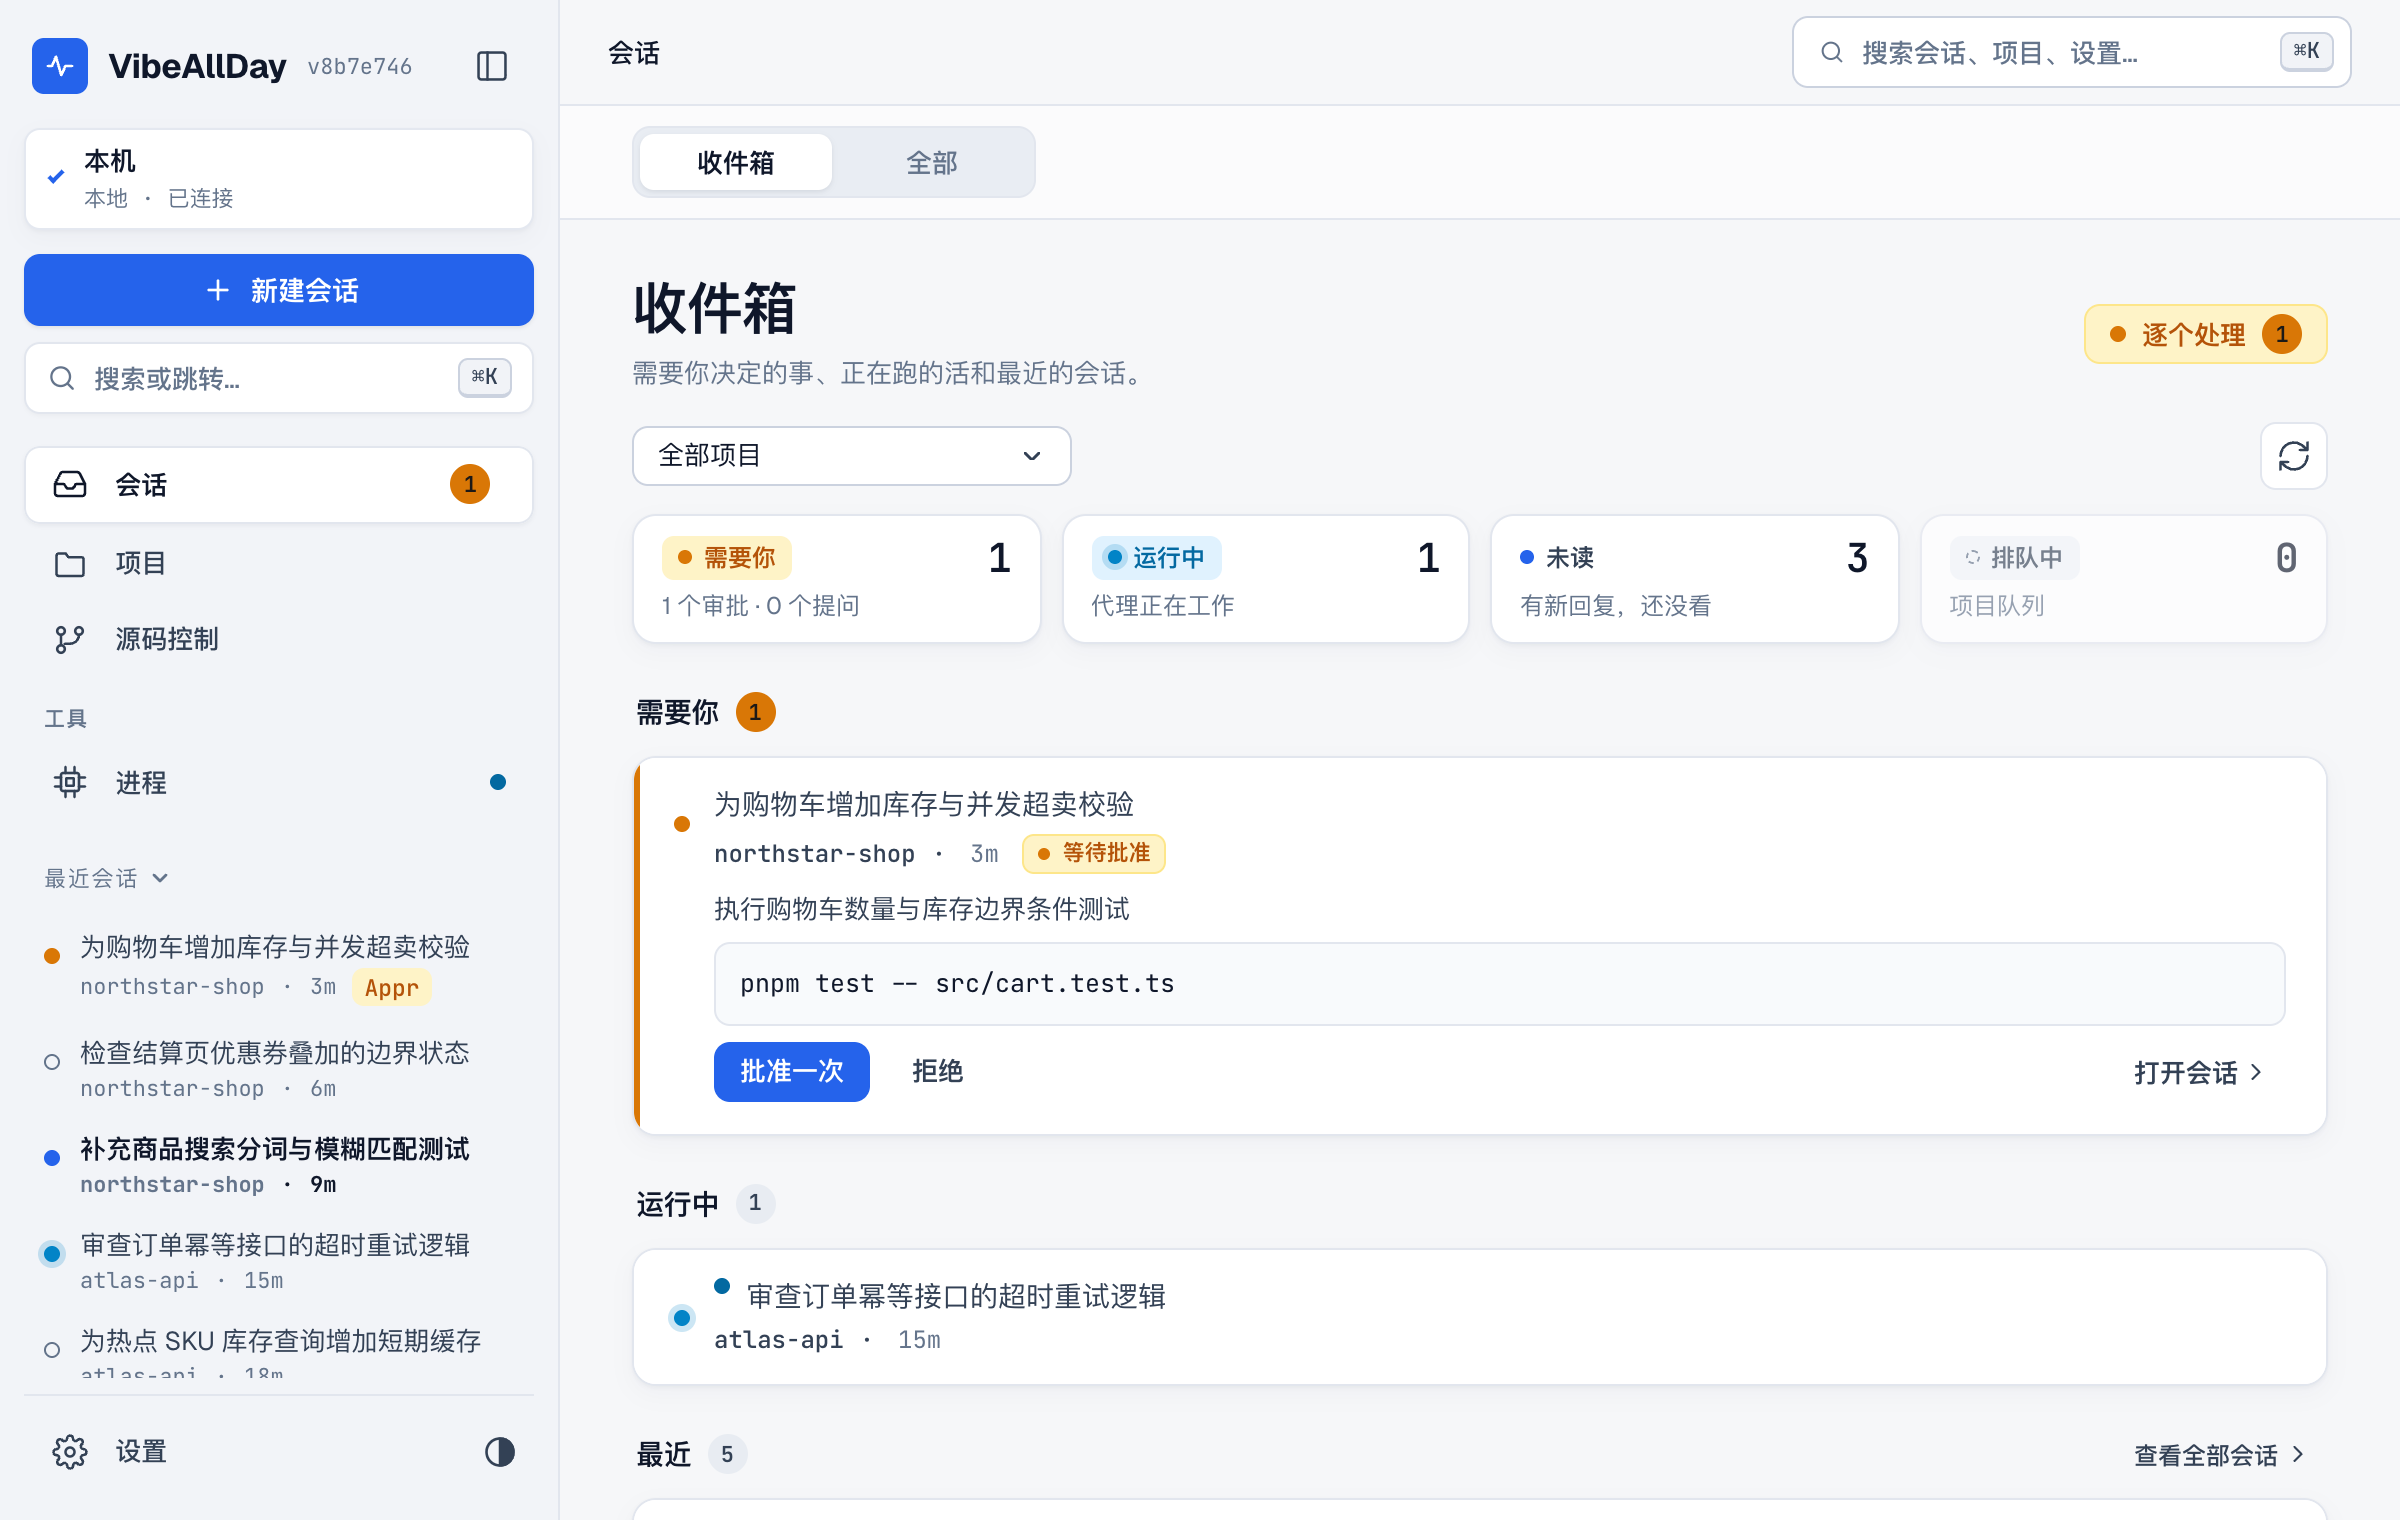 VibeAllDay v8b7e746
本机
本地 · 已连接
+ 新建会话
搜索或跳转... ⌘K
会话 1
项目
源码控制
工具
进程
最近会话
为购物车增加库存与并发超卖校验
northstar-shop · 3m Appr
检查结算页优惠券叠加的边界状态
northstar-shop · 6m
补充商品搜索分词与模糊匹配测试
northstar-shop · 9m
审查订单幂等接口的超时重试逻辑
atlas-api · 15m
为热点 SKU 库存查询增加短期缓存
atlas-api · 18m
设置
会话
搜索会话、项目、设置... ⌘K
收件箱 全部
收件箱
需要你决定的事、正在跑的活和最近的会话。
逐个处理 1
全部项目
需要你 1
1 个审批 · 0 个提问
运行中 1
代理正在工作
未读 3
有新回复，还没看
排队中 0
项目队列
需要你 1
为购物车增加库存与并发超卖校验
northstar-shop · 3m 等待批准
执行购物车数量与库存边界条件测试
pnpm test -- src/cart.test.ts
批准一次 拒绝 打开会话
运行中 1
审查订单幂等接口的超时重试逻辑
atlas-api · 15m
最近 5 查看全部会话